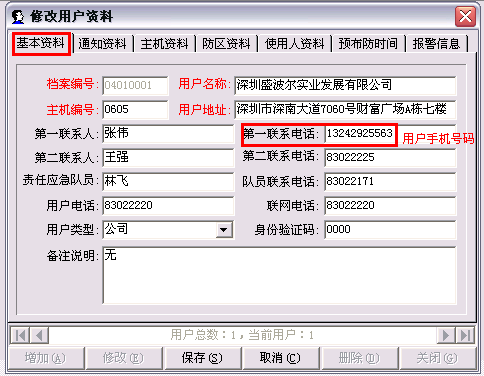 修改用户资料
基本资料 通知资料 主机资料 防区资料 使用人资料 预布防时间 报警信息
档案编号: 04010001 用户名称: 深圳盛波尔实业发展有限公司
主机编号: 0605 用户地址: 深圳市深南大道7060号财富广场A栋七楼
第一联系人: 张伟 第一联系电话: 13242925563 用户手机号码
第二联系人: 王强 第二联系电话: 83022225
责任应急队员: 林飞 队员联系电话: 83022171
用户电话: 83022220 联网电话: 83022220
用户类型: 公司 身份验证码: 0000
备注说明: 无
用户总数：1，当前用户：1
增加(A) 修改(E) 保存(S) 取消(C) 删除(D) 关闭(G)